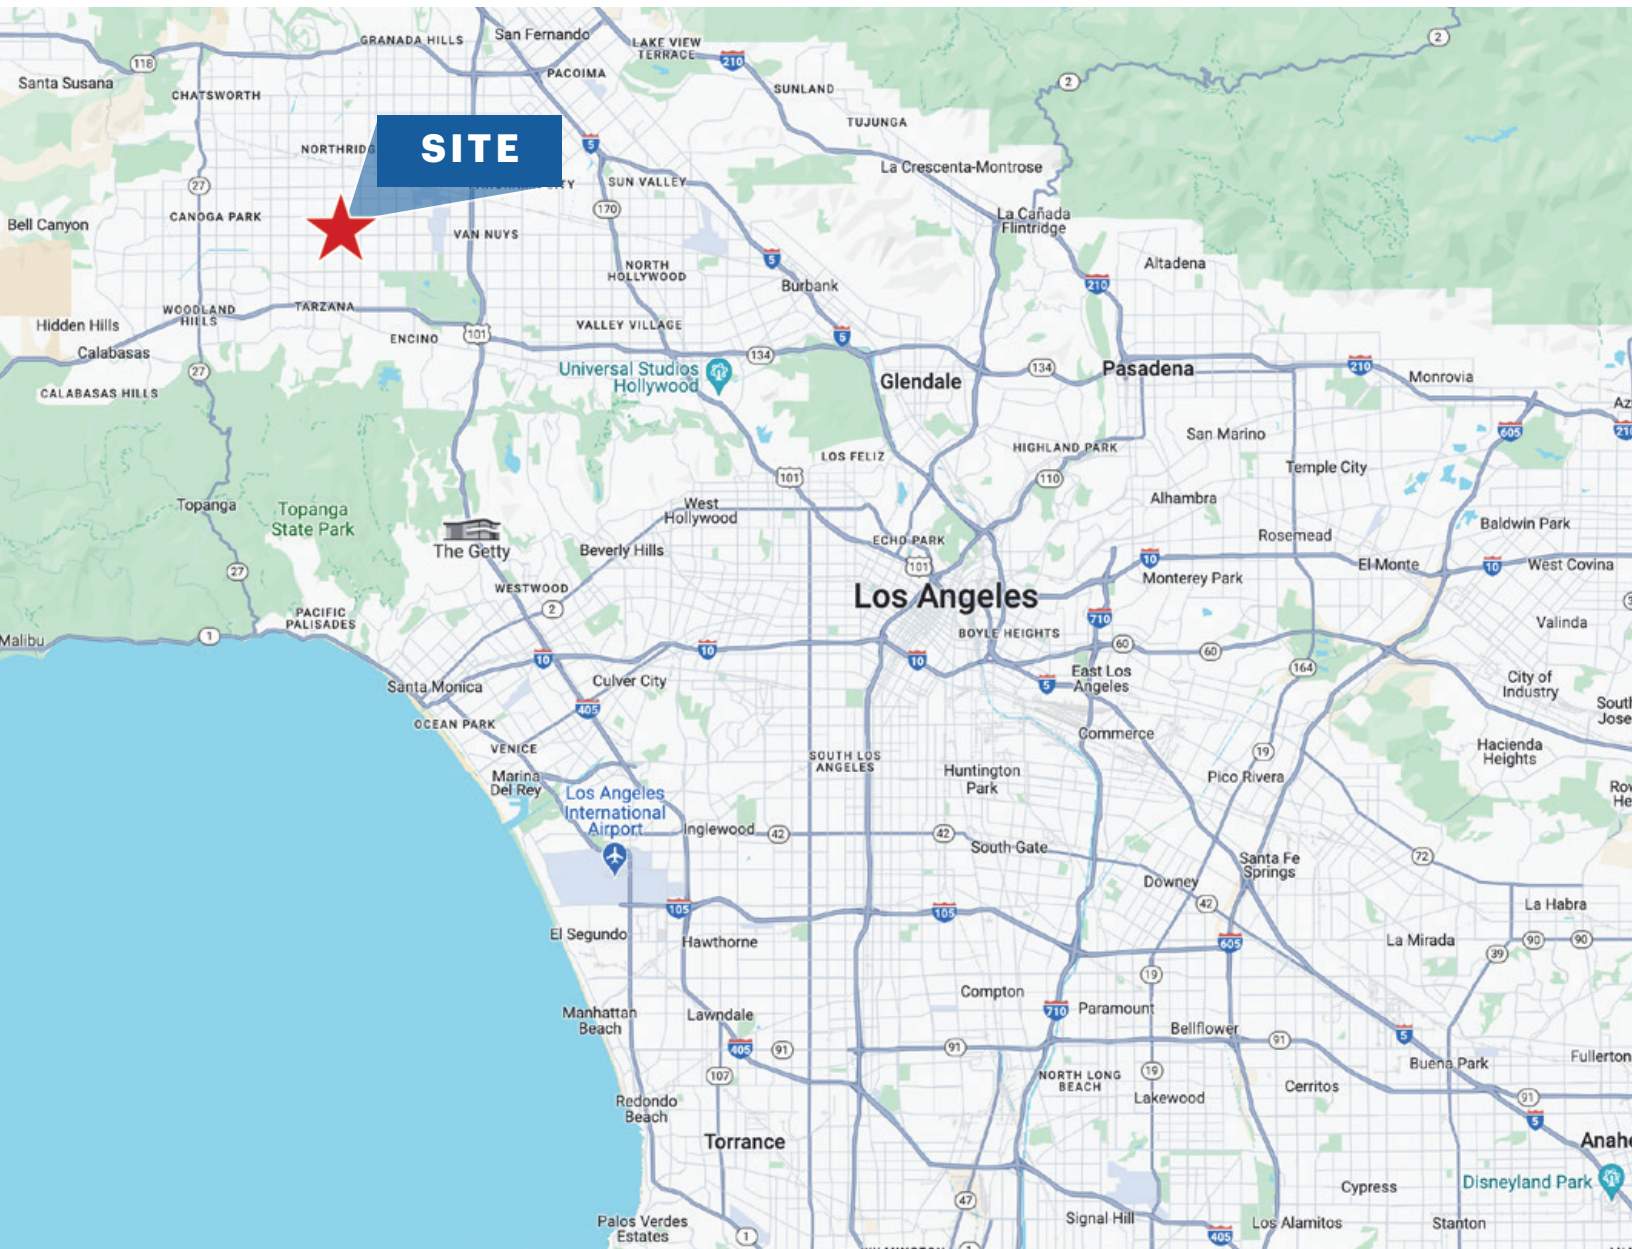 GRANADA HILLS
San Fernando
LAKE VIEW
TERRACE
2
118
210
Santa Susana
PACOIMA
2
CHATSWORTH
SUNLAND
TUJUNGA
SITE
5
La Crescenta-Montrose
27
SUN VALLEY
CANOGA PARK
170
La Cañada
Flintridge
Bell Canyon
VAN NUYS
5
NORTH
HOLLYWOOD
Altadena
Burbank
210
WOODLAND
HILLS
TARZANA
Hidden Hills
ENCINO
101
VALLEY VILLAGE
5
Calabasas
134
27
Universal Studios
Hollywood
134
Pasadena
210
Glendale
Monrovia
CALABASAS HILLS
Az
605
210
San Marino
HIGHLAND PARK
LOS FELIZ
Temple City
101
110
Alhambra
Topanga
Topanga
State Park
West
Hollywood
Baldwin Park
The Getty
Beverly Hills
ECHO PARK
Rosemead
101
10
El Monte
10
West Covina
27
WESTWOOD
Monterey Park
2
Los Angeles
PACIFIC
PALISADES
710
Valinda
Malibu
1
BOYLE HEIGHTS
60
60
10
10
10
164
East Los
Angeles
5
Santa Monica
Culver City
City of
Industry
405
OCEAN PARK
Commerce
VENICE
19
Hacienda
Heights
SOUTH LOS
ANGELES
Huntington
Park
Pico Rivera
Marina
Del Rey
Los Angeles
International
Airport
Inglewood
42
42
South Gate
72
Santa Fe
Springs
Downey
42
105
105
La Habra
El Segundo
Hawthorne
605
La Mirada
90
90
39
19
Compton
710
Paramount
Manhattan
Beach
Lawndale
Bellflower
5
405
91
91
91
Buena Park
Fullerton
107
NORTH LONG
BEACH
19
Lakewood
Cerritos
91
Redondo
Beach
5
Torrance
Anahe
Disneyland Park
Cypress
47
Palos Verdes
Estates
1
Signal Hill
405
Los Alamitos
Stanton